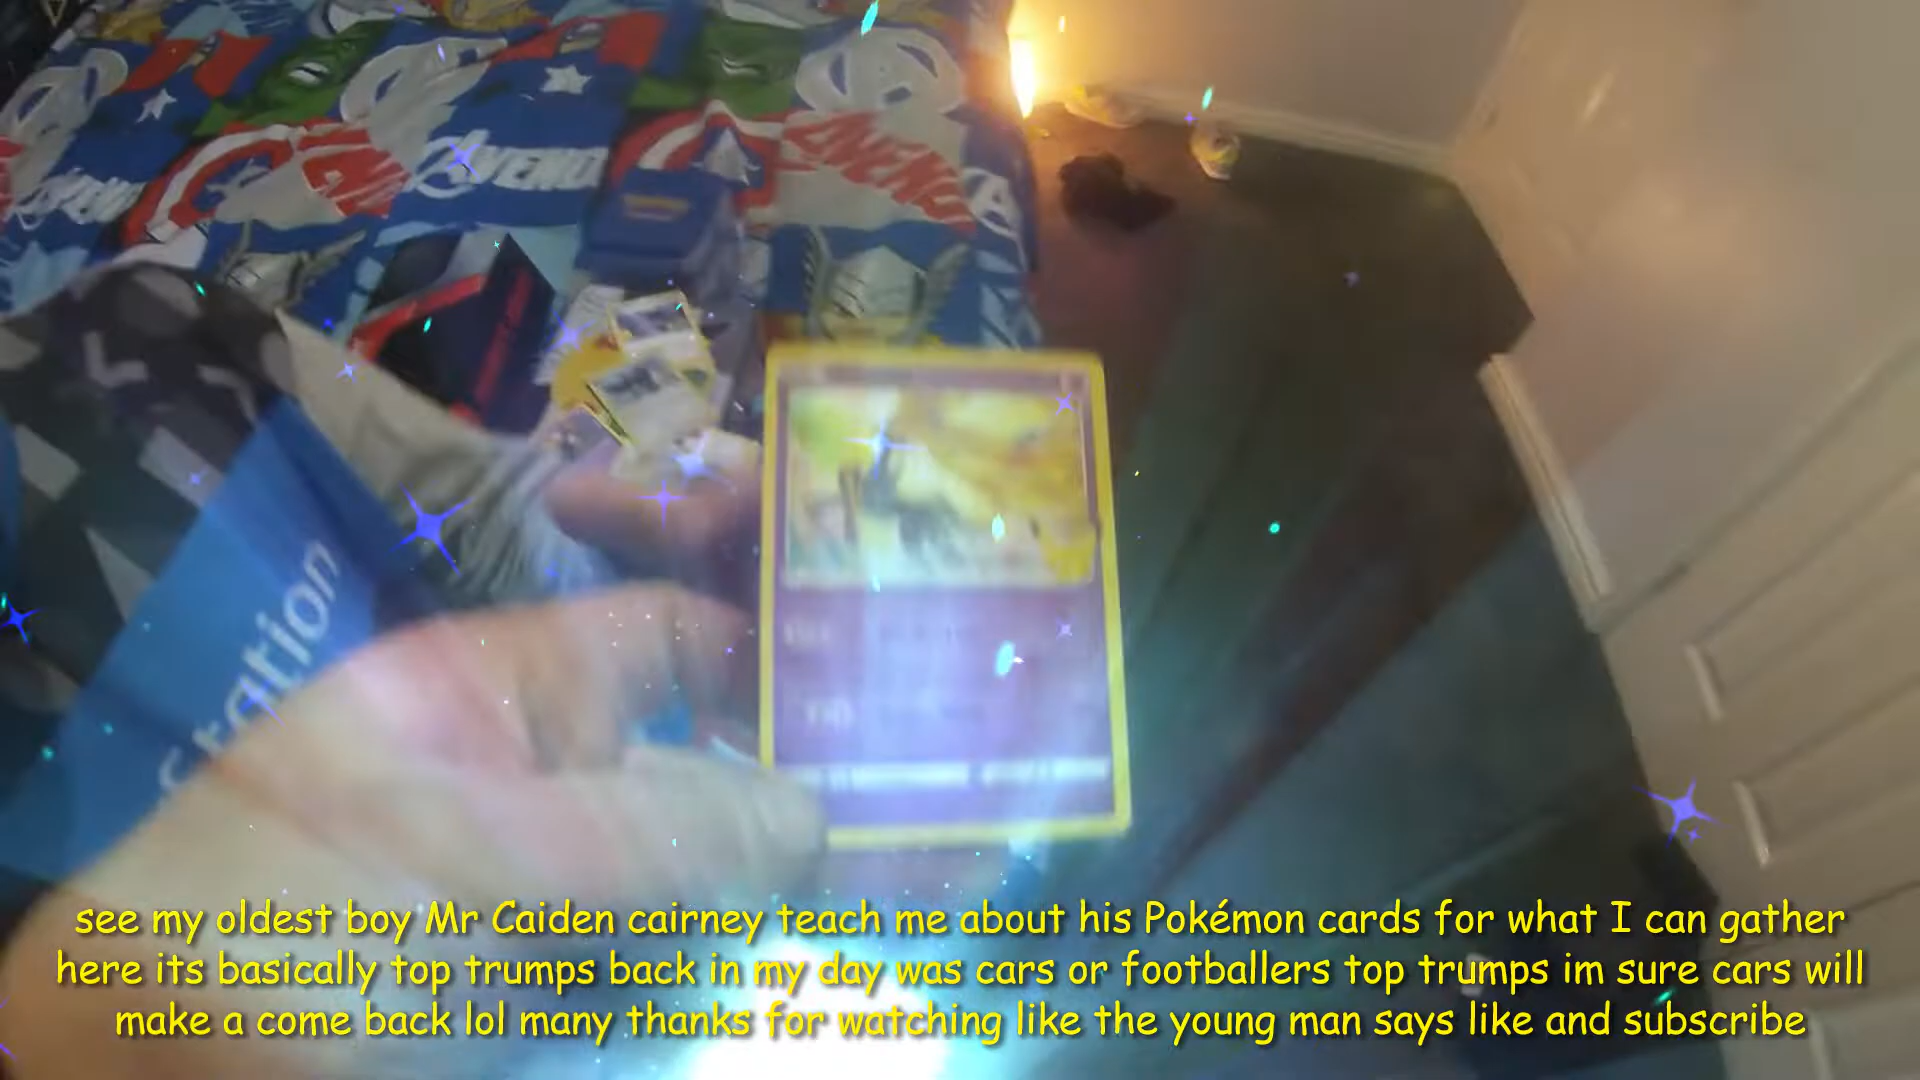 AVENG
Station
see my oldest boy Mr Caiden cairney teach me about his Pokémon cards for what I can gather
here its basically top trumps back in my day was cars or footballers top trumps im sure cars will
make a come back lol many thanks for watching like the young man says like and subscribe